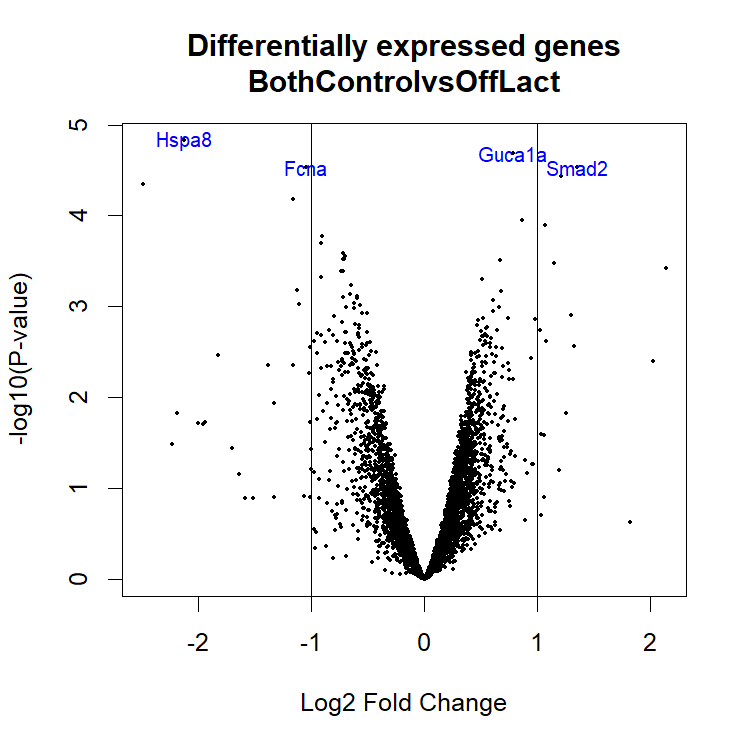 Differentially expressed genes
BothControlvsOffLact
5
4
3
2
1
0
-log10(P-value)
Hspa8
Fcna
Guca1a
Smad2
-2
-1
0
1
2
Log2 Fold Change